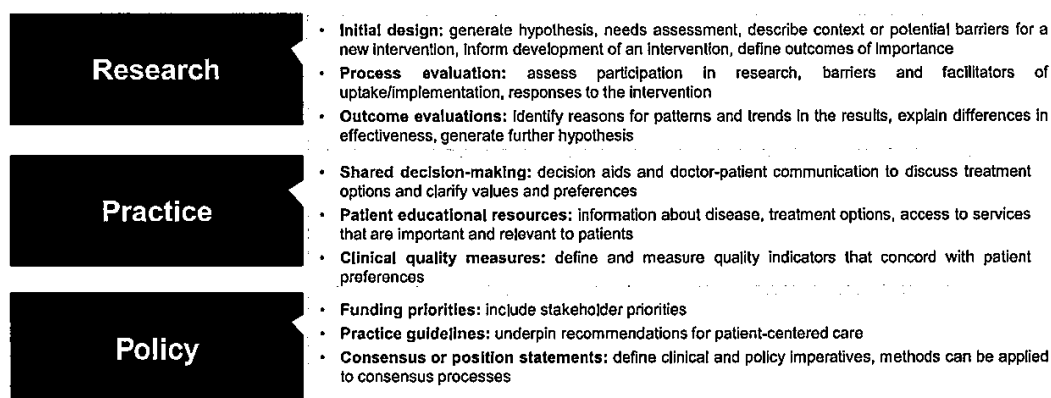 Research
• Initial design: generate hypothesis, needs assessment, describe context or potential barriers for a
new intervention, inform development of an intervention, define outcomes of importance
• Process evaluation: assess participation in research, barriers and facilitators of
uptake/implementation, responses to the intervention
• Outcome evaluations: identify reasons for patterns and trends in the results, explain differences in
effectiveness, generate further hypothesis
Practice
• Shared decision-making: decision aids and doctor-patient communication to discuss treatment
options and clarify values and preferences
• Patient educational resources: information about disease, treatment options, access to services
that are important and relevant to patients
• Clinical quality measures: define and measure quality indicators that concord with patient
preferences
Policy
• Funding priorities: include stakeholder priorities
• Practice guidelines: underpin recommendations for patient-centered care
• Consensus or position statements: define clinical and policy imperatives, methods can be applied
to consensus processes